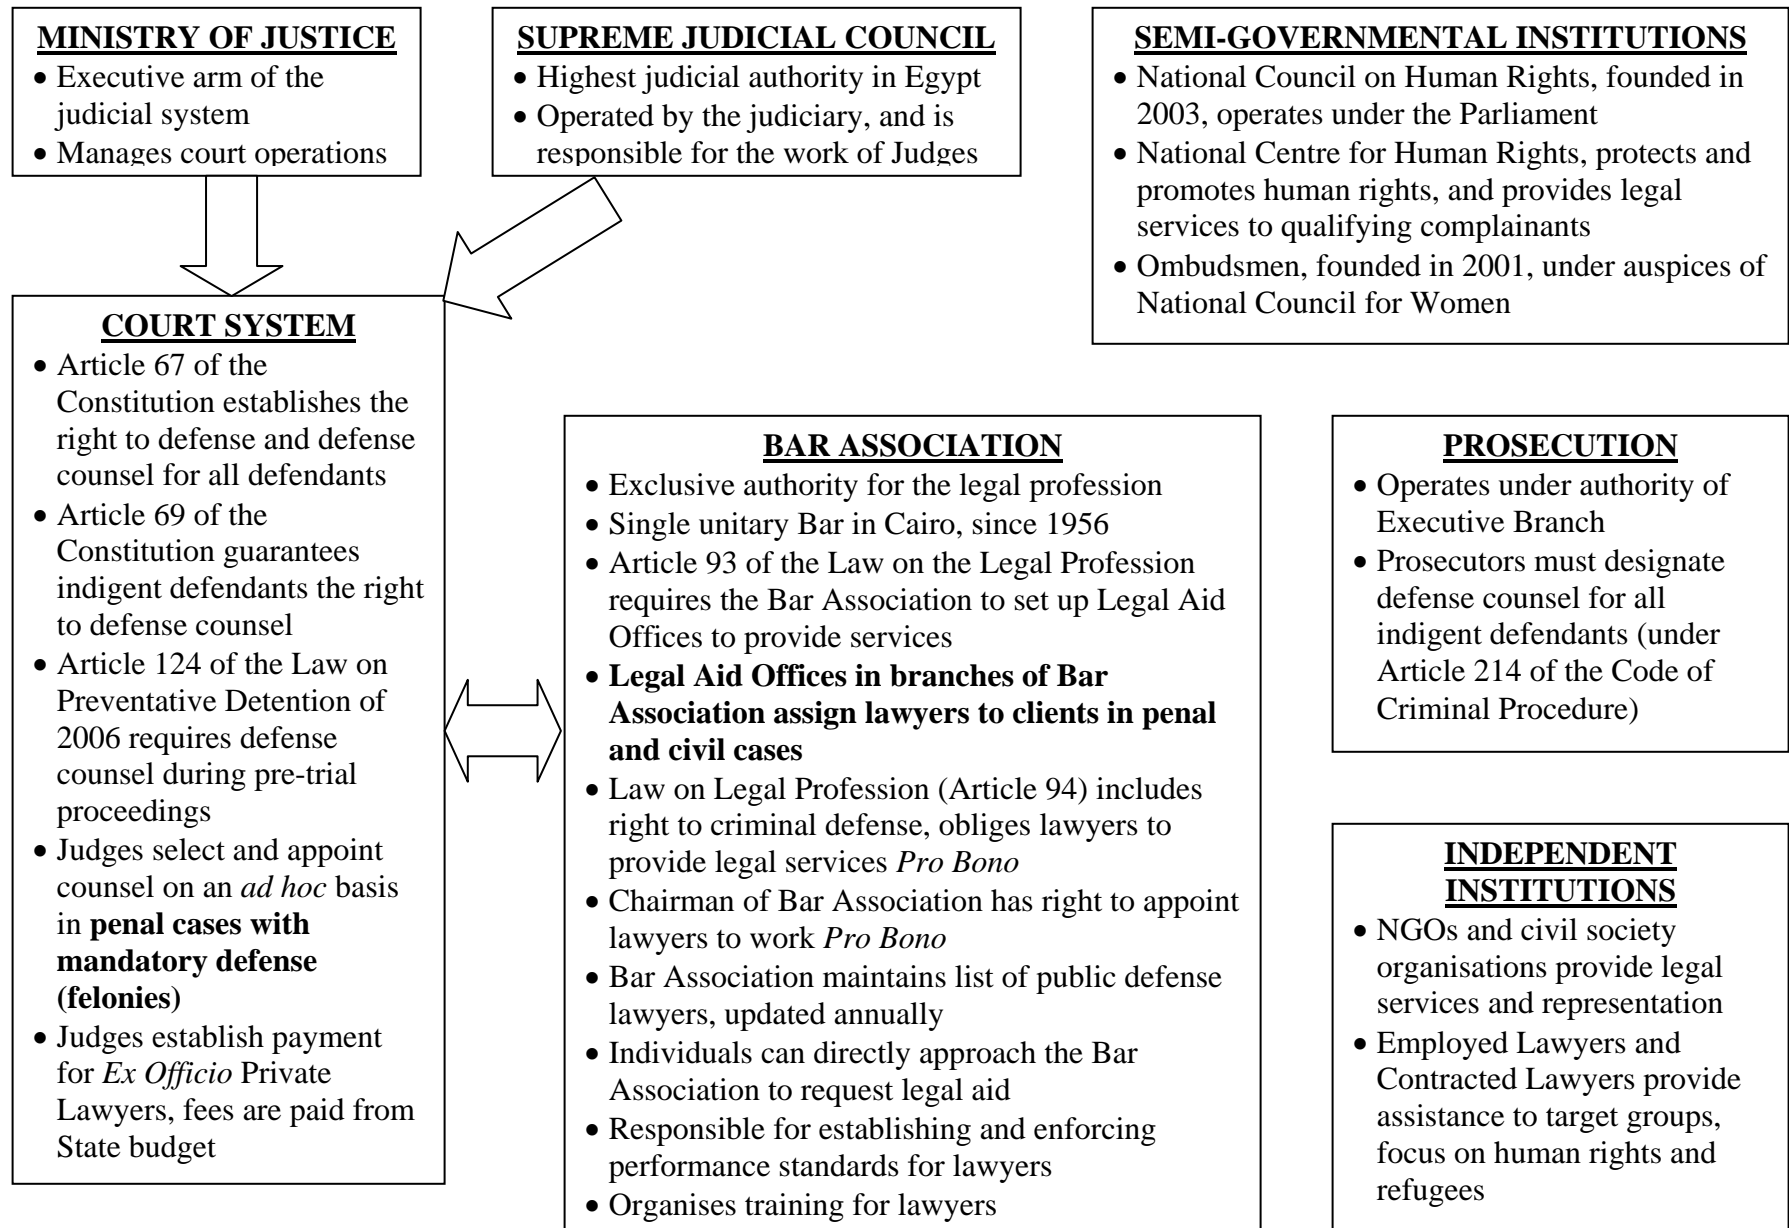 MINISTRY OF JUSTICE
• Executive arm of the
judicial system
• Manages court operations
SUPREME JUDICIAL COUNCIL
• Highest judicial authority in Egypt
• Operated by the judiciary, and is
responsible for the work of Judges
SEMI-GOVERNMENTAL INSTITUTIONS
• National Council on Human Rights, founded in
2003, operates under the Parliament
• National Centre for Human Rights, protects and
promotes human rights, and provides legal
services to qualifying complainants
• Ombudsmen, founded in 2001, under auspices of
National Council for Women
COURT SYSTEM
• Article 67 of the
Constitution establishes the
right to defense and defense
counsel for all defendants
• Article 69 of the
Constitution guarantees
indigent defendants the right
to defense counsel
• Article 124 of the Law on
Preventative Detention of
2006 requires defense
counsel during pre-trial
proceedings
• Judges select and appoint
counsel on an ad hoc basis
in penal cases with
mandatory defense
(felonies)
• Judges establish payment
for Ex Officio Private
Lawyers, fees are paid from
State budget
BAR ASSOCIATION
• Exclusive authority for the legal profession
• Single unitary Bar in Cairo, since 1956
• Article 93 of the Law on the Legal Profession
requires the Bar Association to set up Legal Aid
Offices to provide services
• Legal Aid Offices in branches of Bar
Association assign lawyers to clients in penal
and civil cases
• Law on Legal Profession (Article 94) includes
right to criminal defense, obliges lawyers to
provide legal services Pro Bono
• Chairman of Bar Association has right to appoint
lawyers to work Pro Bono
• Bar Association maintains list of public defense
lawyers, updated annually
• Individuals can directly approach the Bar
Association to request legal aid
• Responsible for establishing and enforcing
performance standards for lawyers
• Organises training for lawyers
PROSECUTION
• Operates under authority of
Executive Branch
• Prosecutors must designate
defense counsel for all
indigent defendants (under
Article 214 of the Code of
Criminal Procedure)
INDEPENDENT
INSTITUTIONS
• NGOs and civil society
organisations provide legal
services and representation
• Employed Lawyers and
Contracted Lawyers provide
assistance to target groups,
focus on human rights and
refugees